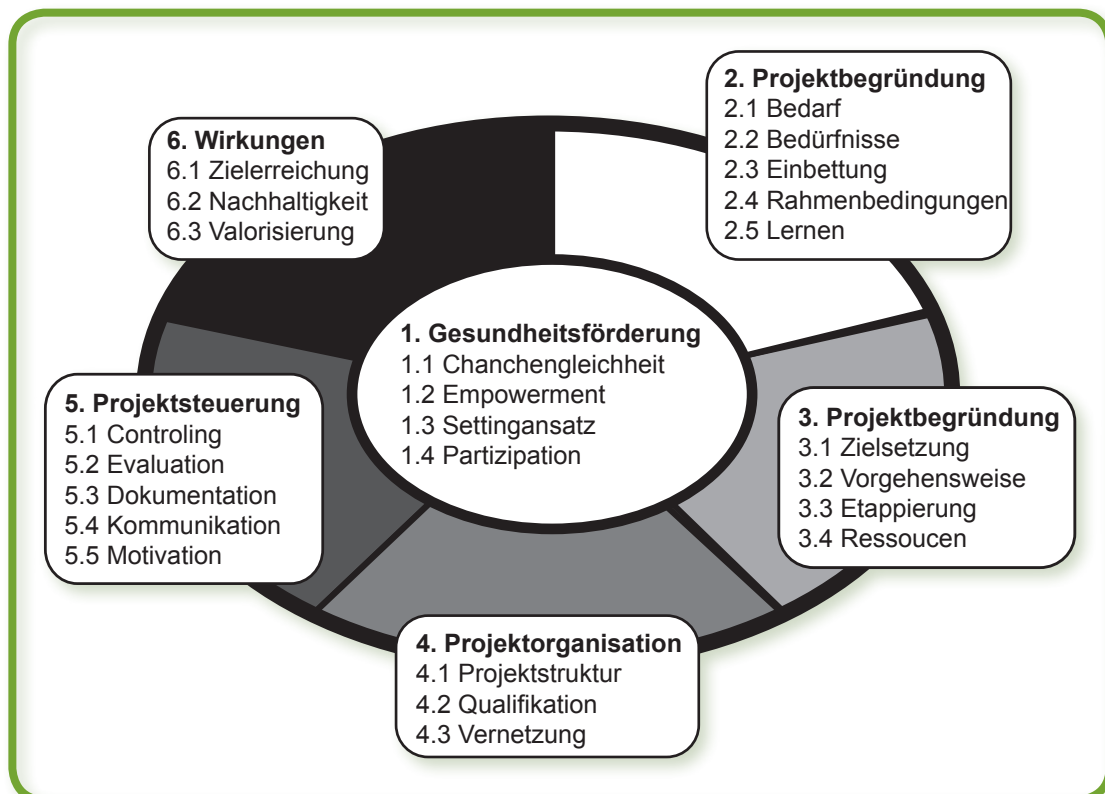 1. Gesundheitsförderung
1.1 Chanchengleichheit
1.2 Empowerment
1.3 Settingansatz
1.4 Partizipation
2. Projektbegründung
2.1 Bedarf
2.2 Bedürfnisse
2.3 Einbettung
2.4 Rahmenbedingungen
2.5 Lernen
3. Projektbegründung
3.1 Zielsetzung
3.2 Vorgehensweise
3.3 Etappierung
3.4 Ressoucen
4. Projektorganisation
4.1 Projektstruktur
4.2 Qualifikation
4.3 Vernetzung
5. Projektsteuerung
5.1 Controling
5.2 Evaluation
5.3 Dokumentation
5.4 Kommunikation
5.5 Motivation
6. Wirkungen
6.1 Zielerreichung
6.2 Nachhaltigkeit
6.3 Valorisierung